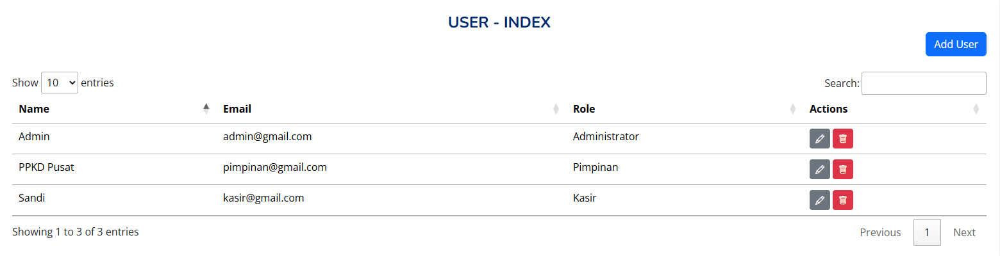 USER - INDEX
Add User
Show 10 entries Search:
Name Email Role Actions
Admin admin@gmail.com Administrator
PPKD Pusat pimpinan@gmail.com Pimpinan
Sandi kasir@gmail.com Kasir
Showing 1 to 3 of 3 entries Previous 1 Next